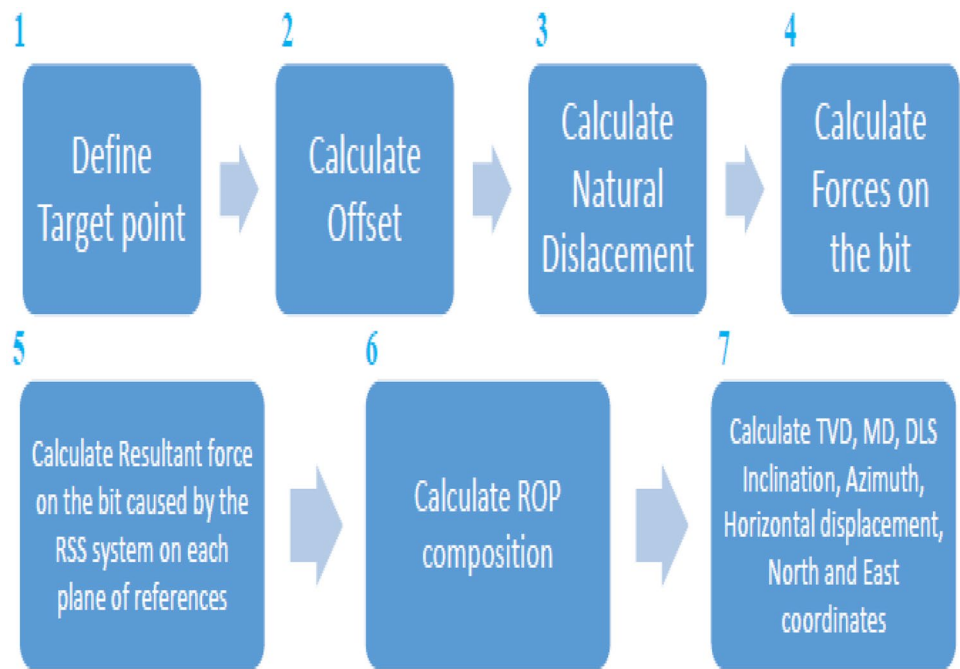 1
Define
Target point
2
Calculate
Offset
3
Calculate
Natural
Dislacement
4
Calculate
Forces on
the bit
5
Calculate Resultant force
on the bit caused by the
RSS system on each
plane of references
6
Calculate ROP
composition
7
Calculate TVD, MD, DLS
Inclination, Azimuth,
Horizontal displacement,
North and East
coordinates